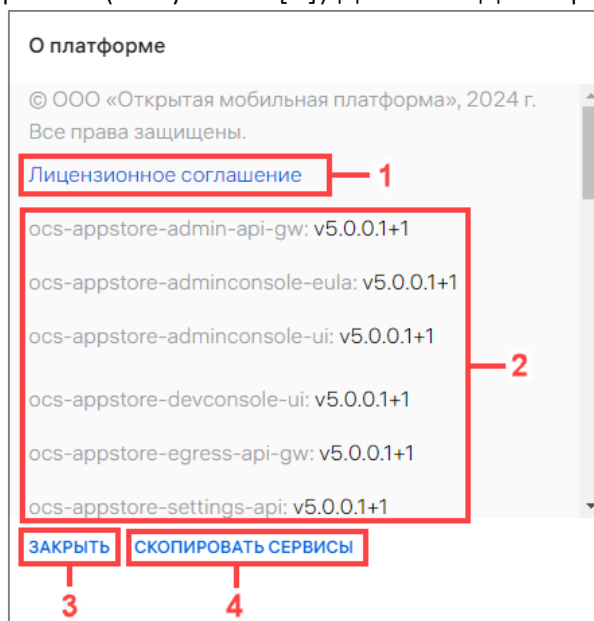 О платформе
© ООО «Открытая мобильная платформа», 2024 г.
Все права защищены.
Лицензионное соглашение 1
ocs-appstore-admin-api-gw: v5.0.0.1+1
ocs-appstore-adminconsole-eula: v5.0.0.1+1
ocs-appstore-adminconsole-ui: v5.0.0.1+1
2
ocs-appstore-devconsole-ui: v5.0.0.1+1
ocs-appstore-egress-api-gw: v5.0.0.1+1
ocs-appstore-settings-api: v5.0.0.1+1
ЗАКРЫТЬ СКОПИРОВАТЬ СЕРВИСЫ
3 4